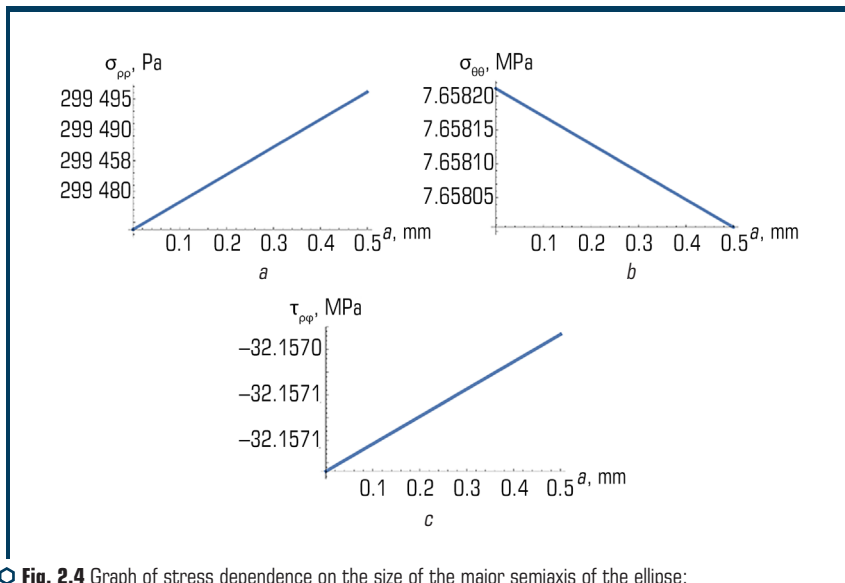 σρρ, Pa
299 495
299 490
299 458
299 480
0.1 0.2 0.3 0.4 0.5 a, mm
a
σθθ, MPa
7.65820
7.65815
7.65810
7.65805
0.1 0.2 0.3 0.4 0.5 a, mm
b
τρφ, MPa
−32.1570
−32.1571
−32.1571
0.1 0.2 0.3 0.4 0.5 a, mm
c
Fig. 2.4 Graph of stress dependence on the size of the major semiaxis of the ellipse: